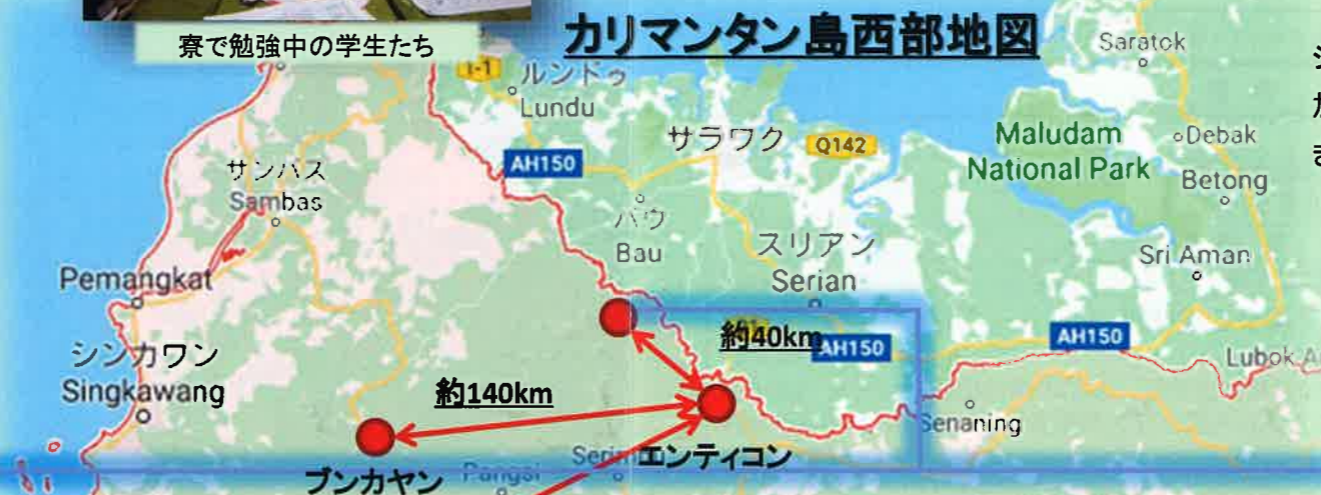 寮で勉強中の学生たち
カリマンタン島西部地図
Saratok
ルンドゥ
Lundu
サラワク
Q142
AH150
Maludam
National Park
Debak
Betong
サンバス
Sambas
バウ
Bau
スリアン
Serian
Sri Aman
Pemangkat
シンカワン
Singkawang
約40km
AH150
AH150
約140km
Senaning
エンティコン
ブンカヤン